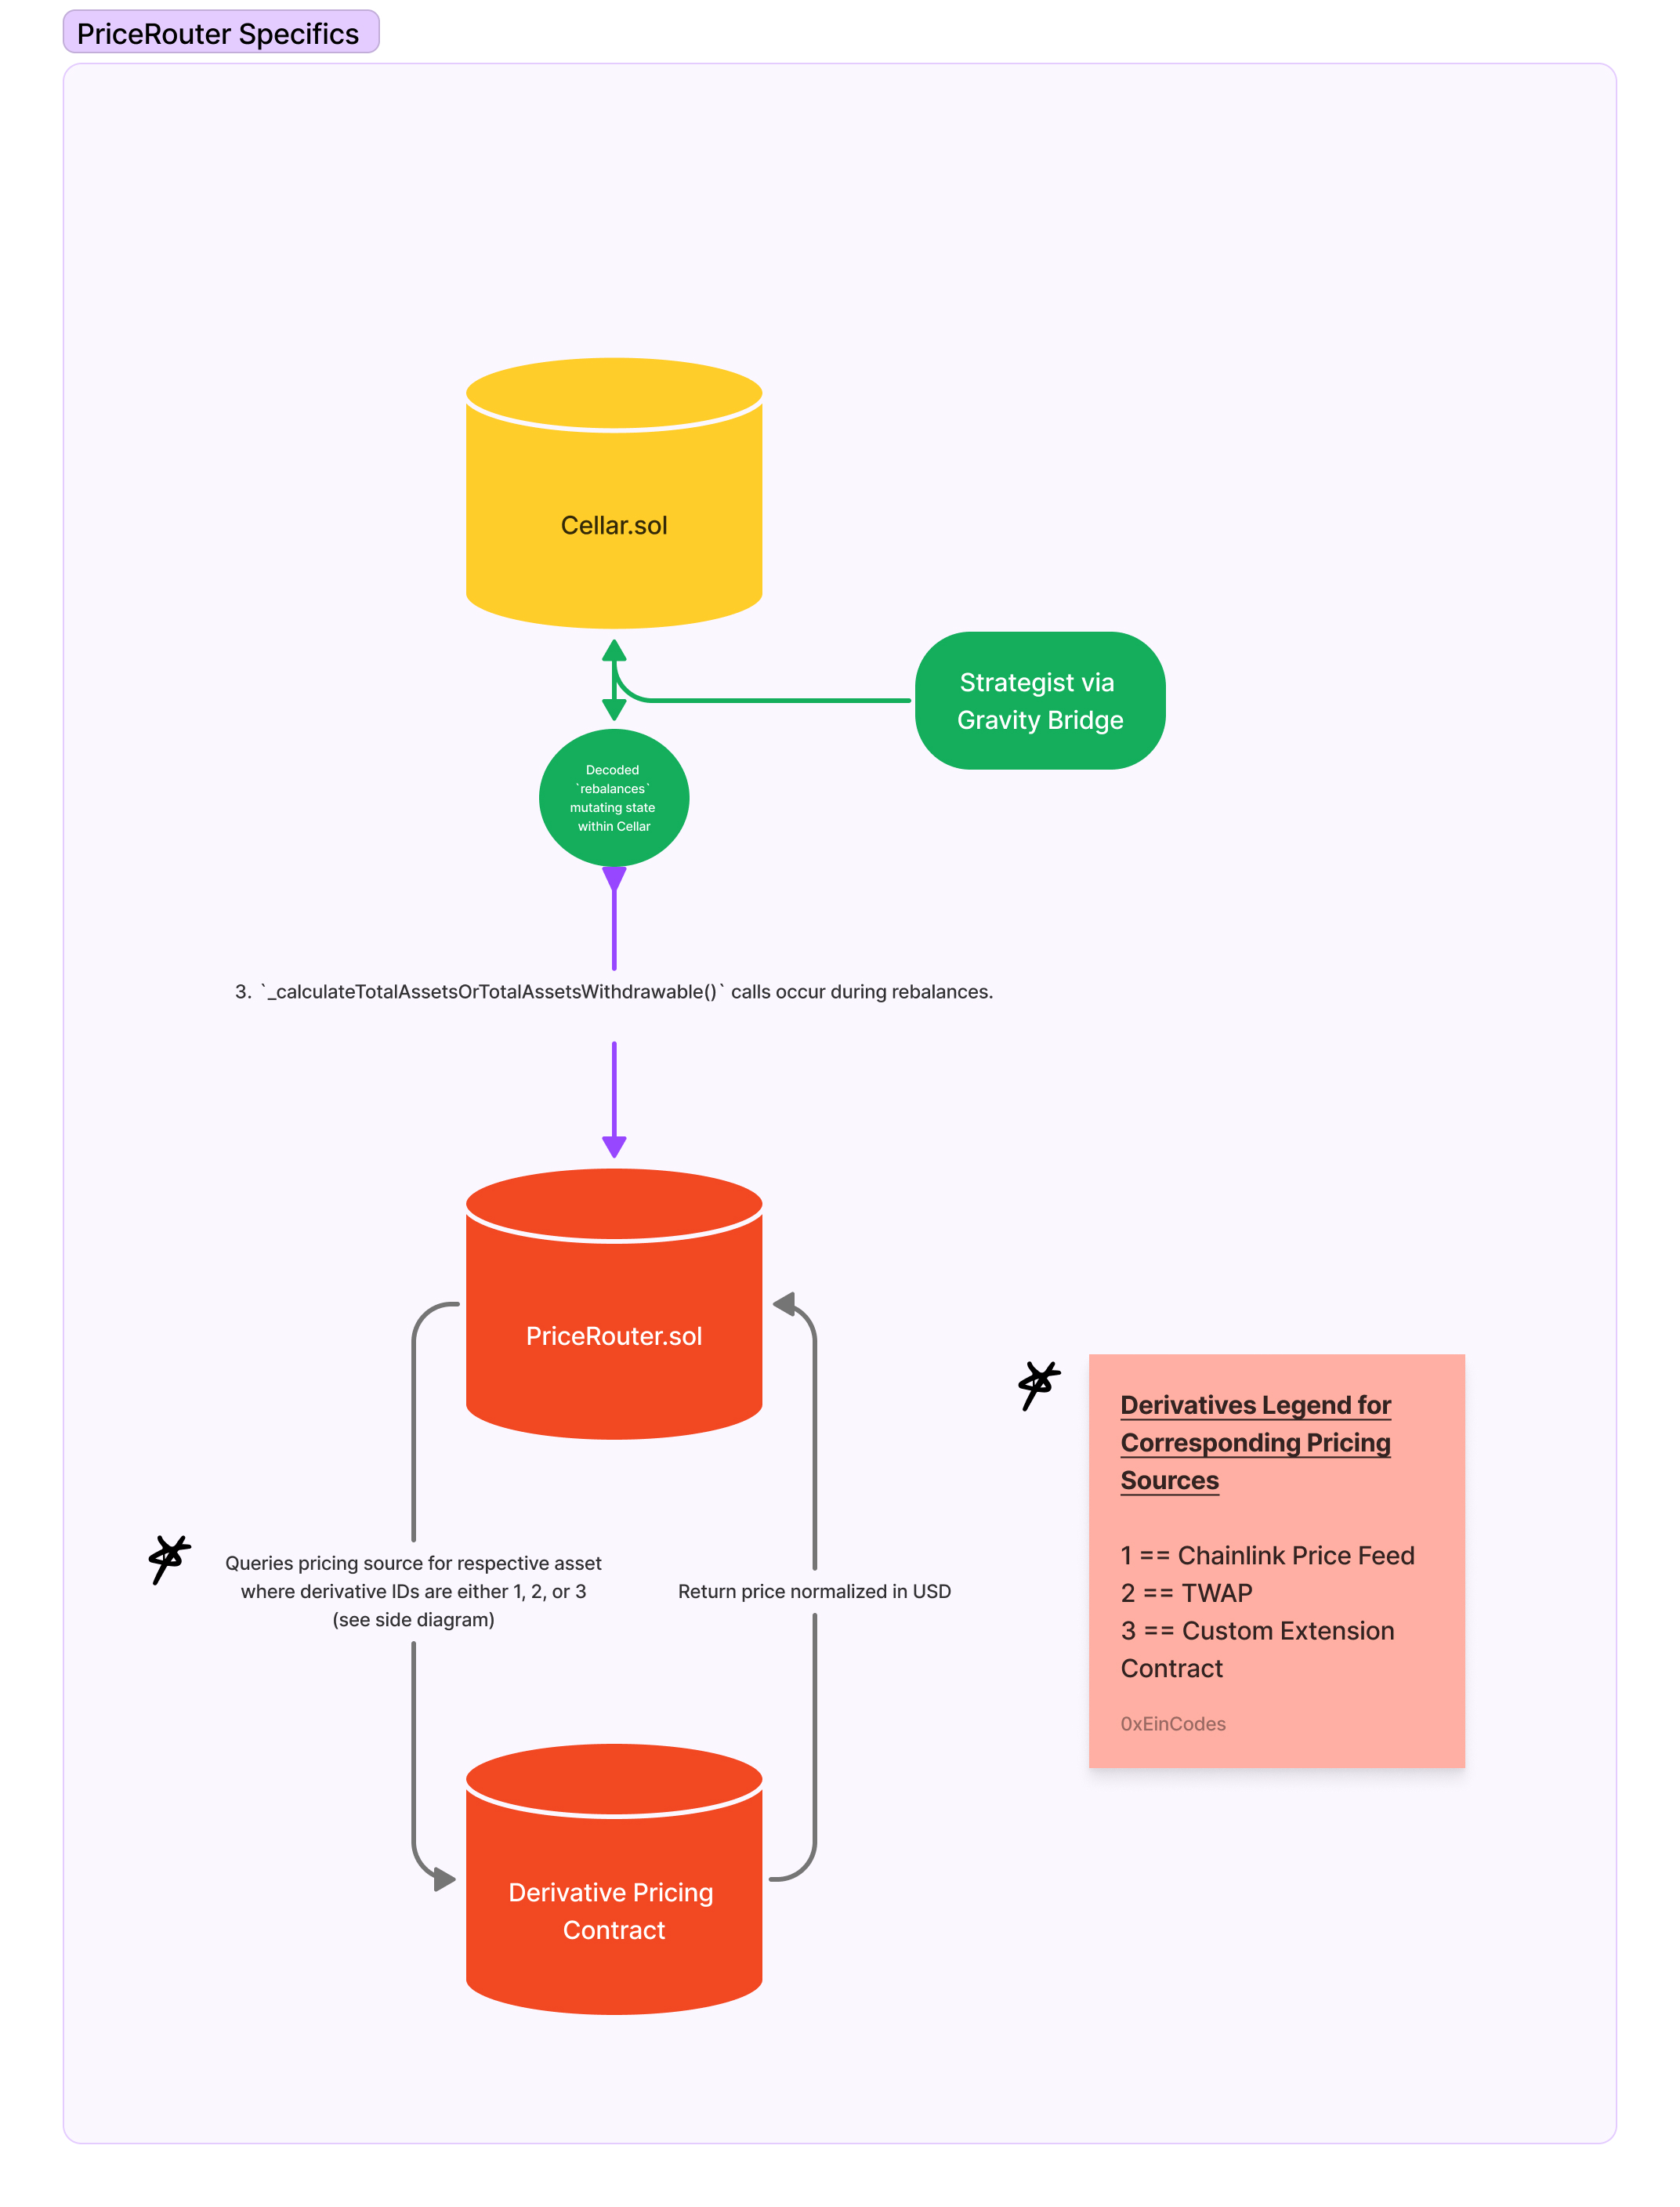 PriceRouter Specifics
Cellar.sol
Strategist via
Gravity Bridge
Decoded
`rebalances`
mutating state
within Cellar
3. `_calculateTotalAssetsOrTotalAssetsWithdrawable()` calls occur during rebalances.
PriceRouter.sol
Queries pricing source for respective asset
where derivative IDs are either 1, 2, or 3
(see side diagram)
Return price normalized in USD
Derivatives Legend for
Corresponding Pricing
Sources
1 == Chainlink Price Feed
2 == TWAP
3 == Custom Extension
Contract
0xEinCodes
Derivative Pricing
Contract